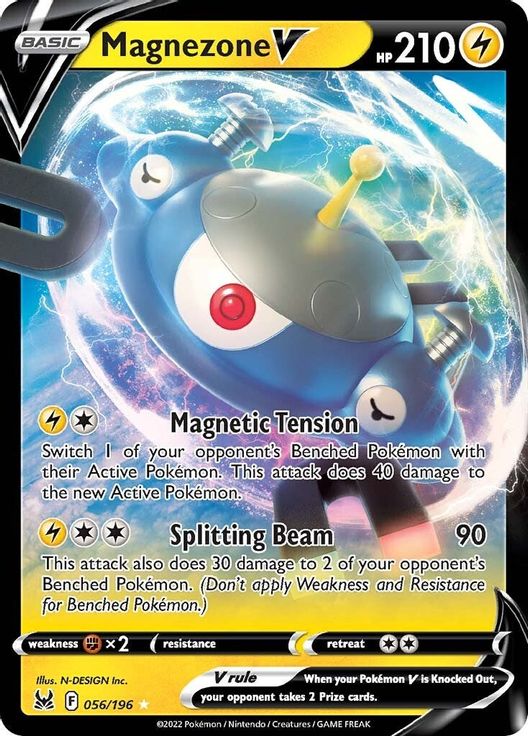 BASIC Magnezone V HP 210
Magnetic Tension
Switch 1 of your opponent's Benched Pokémon with
their Active Pokémon. This attack does 40 damage to
the new Active Pokémon.
Splitting Beam 90
This attack also does 30 damage to 2 of your opponent's
Benched Pokémon. (Don't apply Weakness and Resistance
for Benched Pokémon.)
weakness ×2 resistance retreat
Illus. N-DESIGN Inc.
V rule When your Pokémon V is Knocked Out,
your opponent takes 2 Prize cards.
F 056/196
©2022 Pokémon / Nintendo / Creatures / GAME FREAK